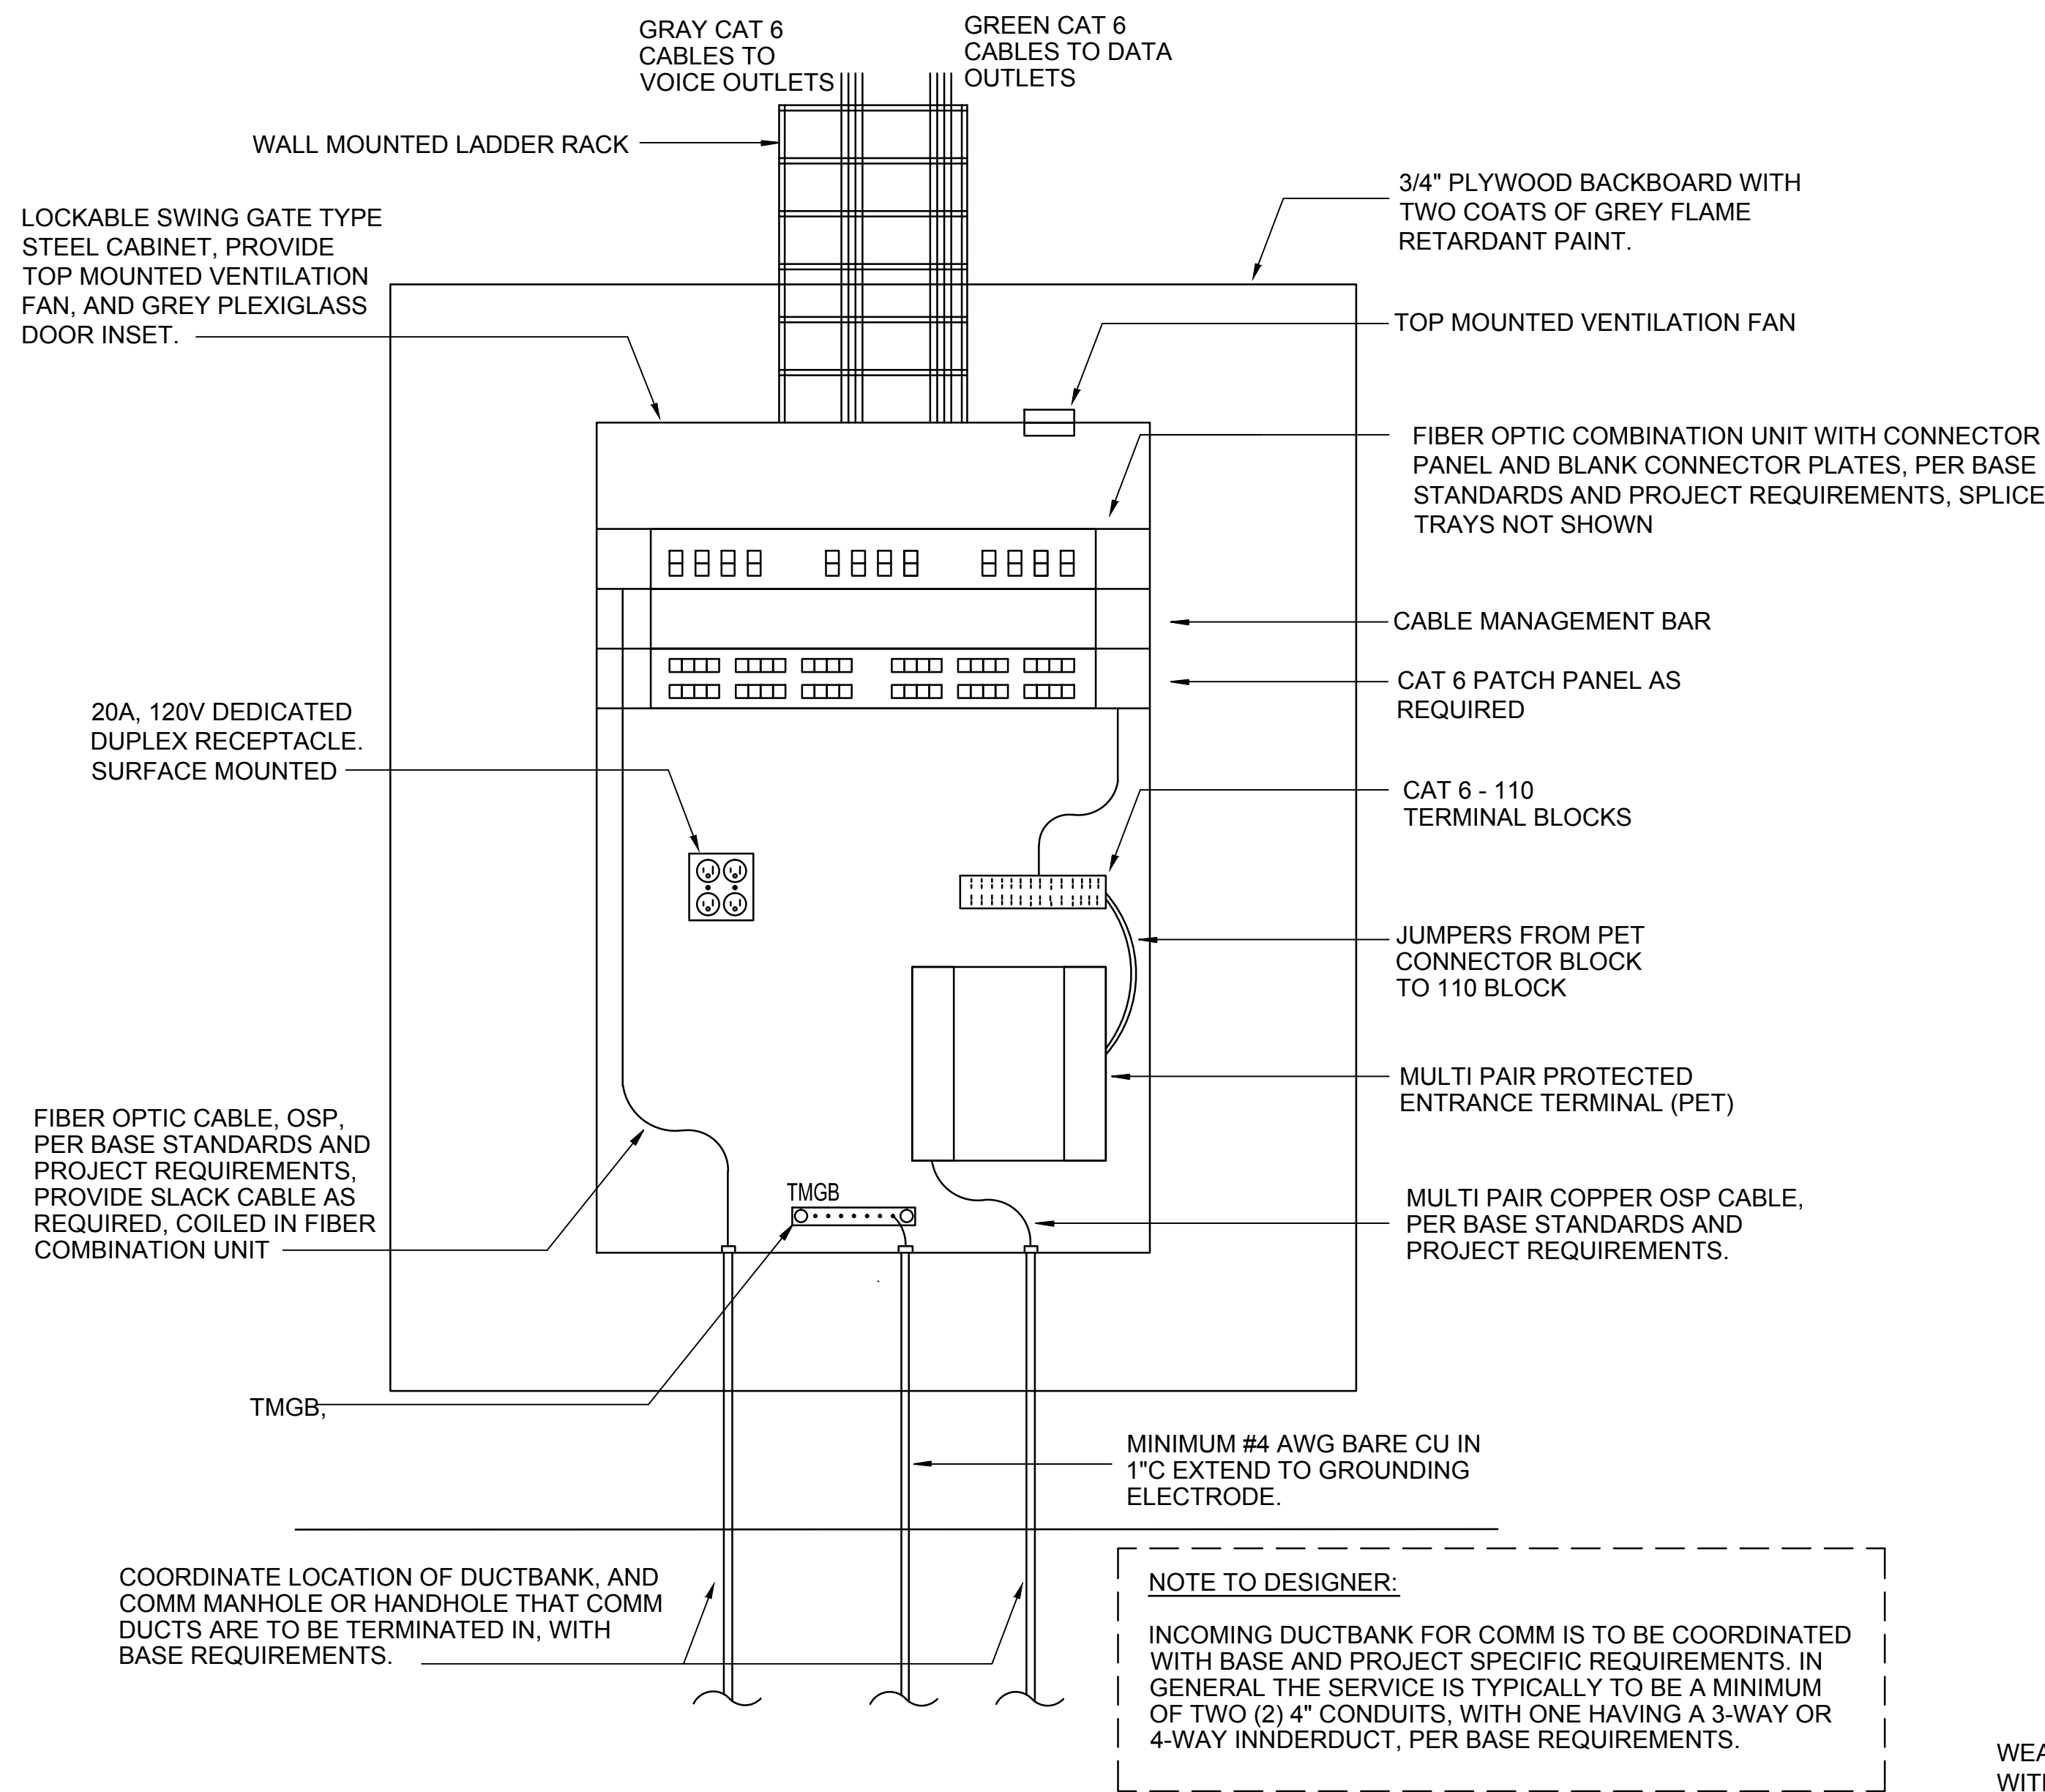 GRAY CAT 6
CABLES TO
VOICE OUTLETS
GREEN CAT 6
CABLES TO DATA
OUTLETS
WALL MOUNTED LADDER RACK
3/4" PLYWOOD BACKBOARD WITH
TWO COATS OF GREY FLAME
RETARDANT PAINT.
LOCKABLE SWING GATE TYPE
STEEL CABINET, PROVIDE
TOP MOUNTED VENTILATION
FAN, AND GREY PLEXIGLASS
DOOR INSET.
TOP MOUNTED VENTILATION FAN
FIBER OPTIC COMBINATION UNIT WITH CONNECTOR
PANEL AND BLANK CONNECTOR PLATES, PER BASE
STANDARDS AND PROJECT REQUIREMENTS, SPLICE
TRAYS NOT SHOWN
CABLE MANAGEMENT BAR
CAT 6 PATCH PANEL AS
REQUIRED
20A, 120V DEDICATED
DUPLEX RECEPTACLE.
SURFACE MOUNTED
CAT 6 - 110
TERMINAL BLOCKS
JUMPERS FROM PET
CONNECTOR BLOCK
TO 110 BLOCK
MULTI PAIR PROTECTED
ENTRANCE TERMINAL (PET)
FIBER OPTIC CABLE, OSP,
PER BASE STANDARDS AND
PROJECT REQUIREMENTS,
PROVIDE SLACK CABLE AS
REQUIRED, COILED IN FIBER
COMBINATION UNIT
TMGB
MULTI PAIR COPPER OSP CABLE,
PER BASE STANDARDS AND
PROJECT REQUIREMENTS.
TMGB,
MINIMUM #4 AWG BARE CU IN
1"C EXTEND TO GROUNDING
ELECTRODE.
COORDINATE LOCATION OF DUCTBANK, AND
COMM MANHOLE OR HANDHOLE THAT COMM
DUCTS ARE TO BE TERMINATED IN, WITH
BASE REQUIREMENTS.
NOTE TO DESIGNER:
INCOMING DUCTBANK FOR COMM IS TO BE COORDINATED
WITH BASE AND PROJECT SPECIFIC REQUIREMENTS. IN
GENERAL THE SERVICE IS TYPICALLY TO BE A MINIMUM
OF TWO (2) 4" CONDUITS, WITH ONE HAVING A 3-WAY OR
4-WAY INNDERDUCT, PER BASE REQUIREMENTS.